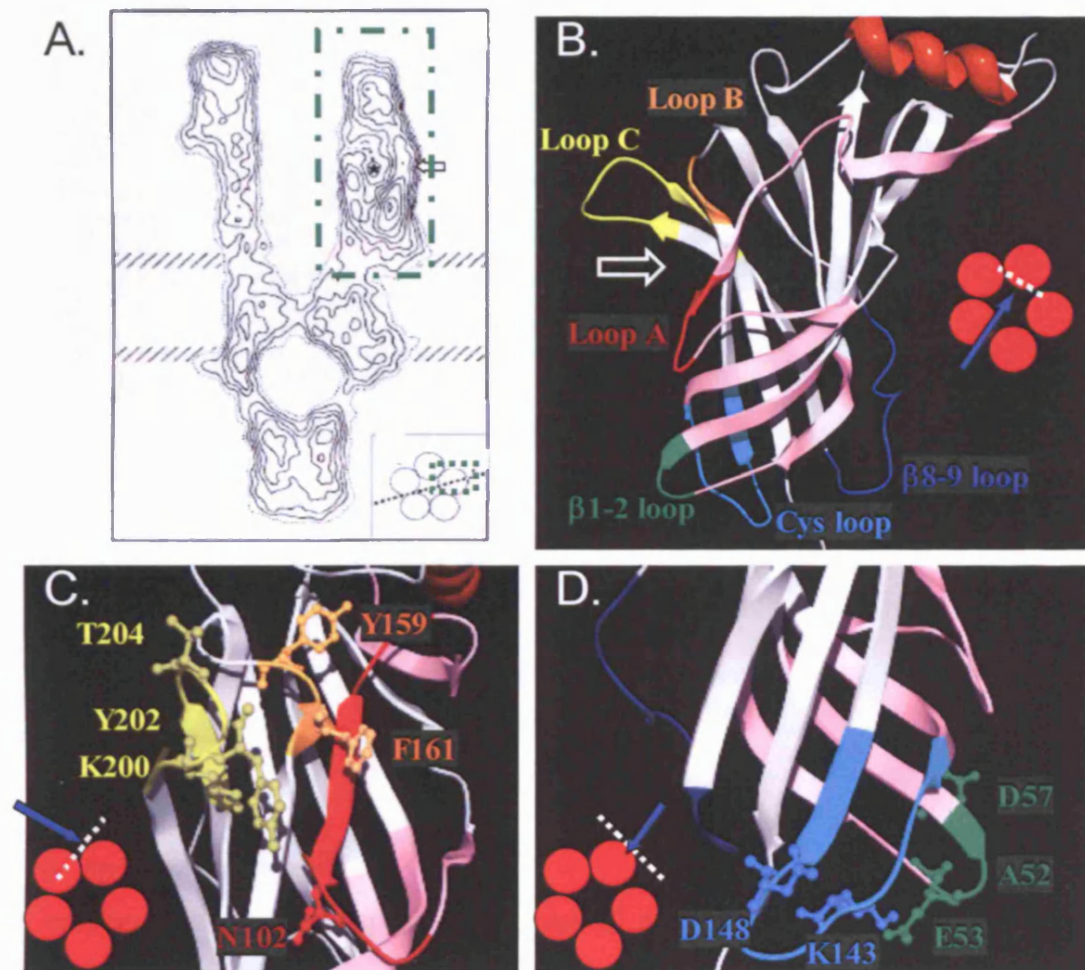 A.
B.
Loop B
Loop C
Loop A
β1-2 loop
Cys loop
β8-9 loop
C.
T204
Y159
Y202
K200
F161
N102
D.
D57
A52
D148
K143
E53